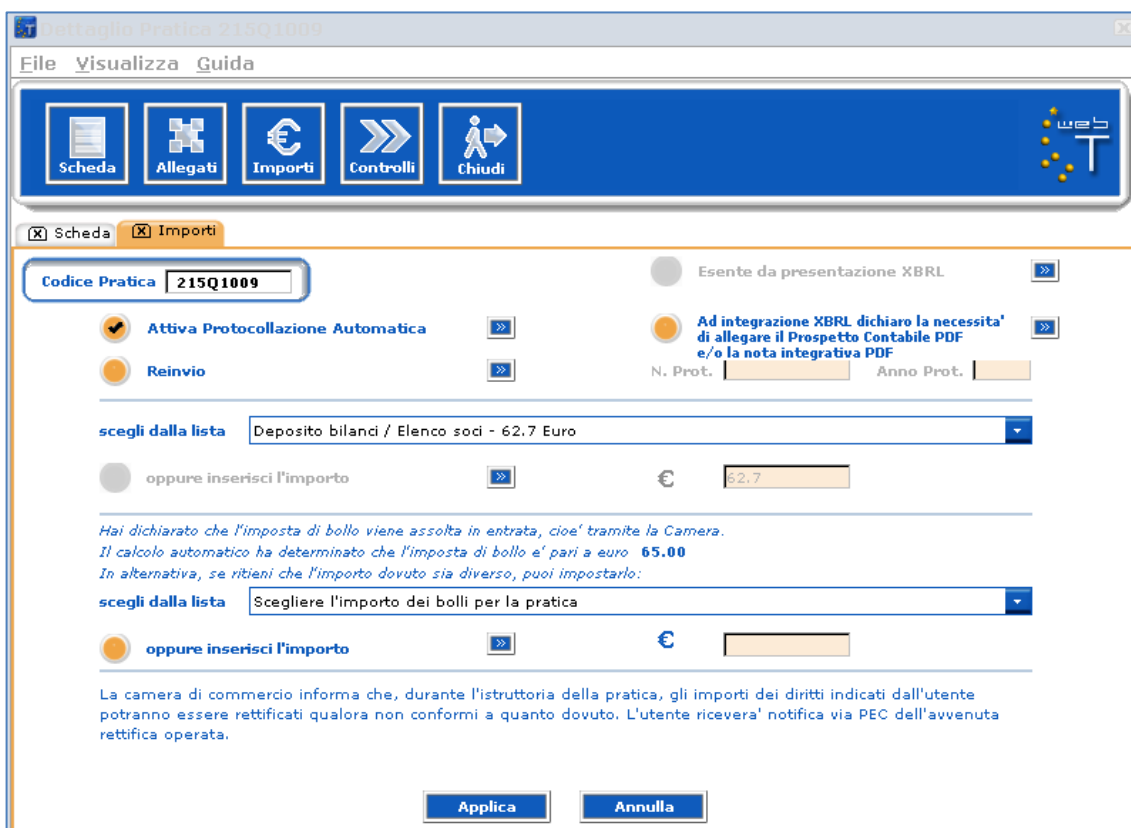 Dettaglio Pratica 215Q1009
File Visualizza Guida
Scheda Allegati Importi Controlli Chiudi
web T
Scheda Importi
Codice Pratica 215Q1009
Esente da presentazione XBRL
Attiva Protocollazione Automatica
Ad integrazione XBRL dichiaro la necessita'
di allegare il Prospetto Contabile PDF
e/o la nota integrativa PDF
Reinvio
N. Prot. Anno Prot.
scegli dalla lista Deposito bilanci / Elenco soci - 62.7 Euro
oppure inserisci l'importo € 62.7
Hai dichiarato che l'imposta di bollo viene assolta in entrata, cioe' tramite la Camera.
Il calcolo automatico ha determinato che l'imposta di bollo e' pari a euro 65.00
In alternativa, se ritieni che l'importo dovuto sia diverso, puoi impostarlo:
scegli dalla lista Scegliere l'importo dei bolli per la pratica
oppure inserisci l'importo €
La camera di commercio informa che, durante l'istruttoria della pratica, gli importi dei diritti indicati dall'utente
potranno essere rettificati qualora non conformi a quanto dovuto. L'utente ricevera' notifica via PEC dell'avvenuta
rettifica operata.
Applica Annulla